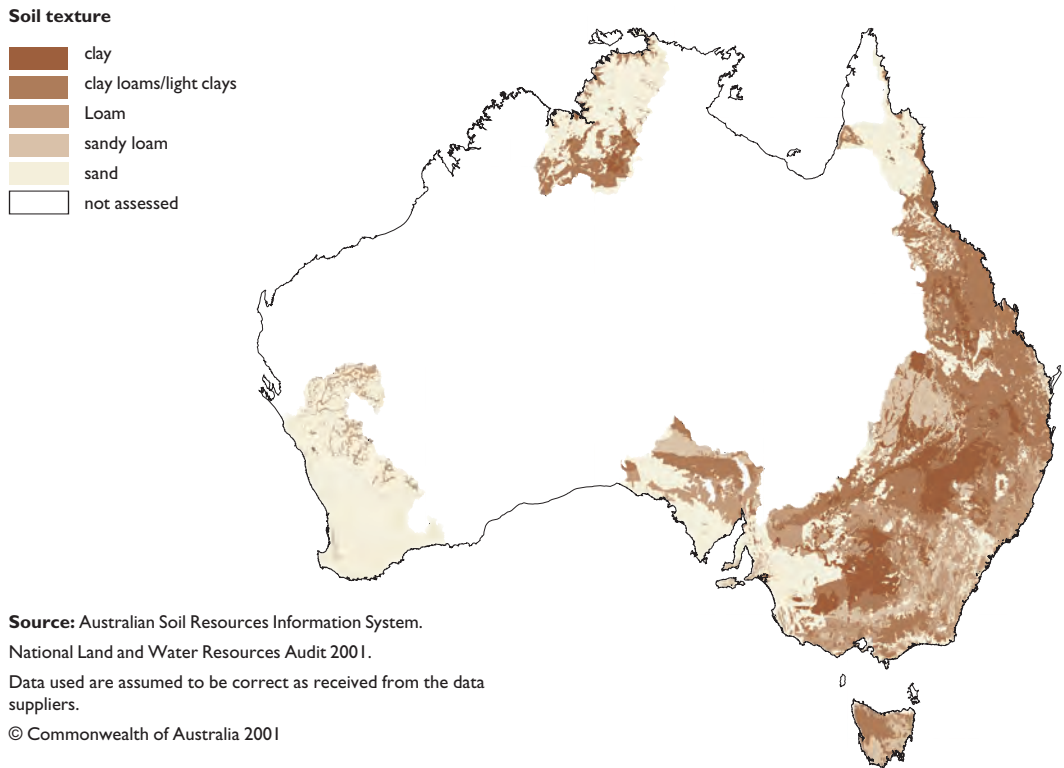 Soil texture
clay
clay loams/light clays
Loam
sandy loam
sand
not assessed
Source: Australian Soil Resources Information System.
National Land and Water Resources Audit 2001.
Data used are assumed to be correct as received from the data
suppliers.
© Commonwealth of Australia 2001